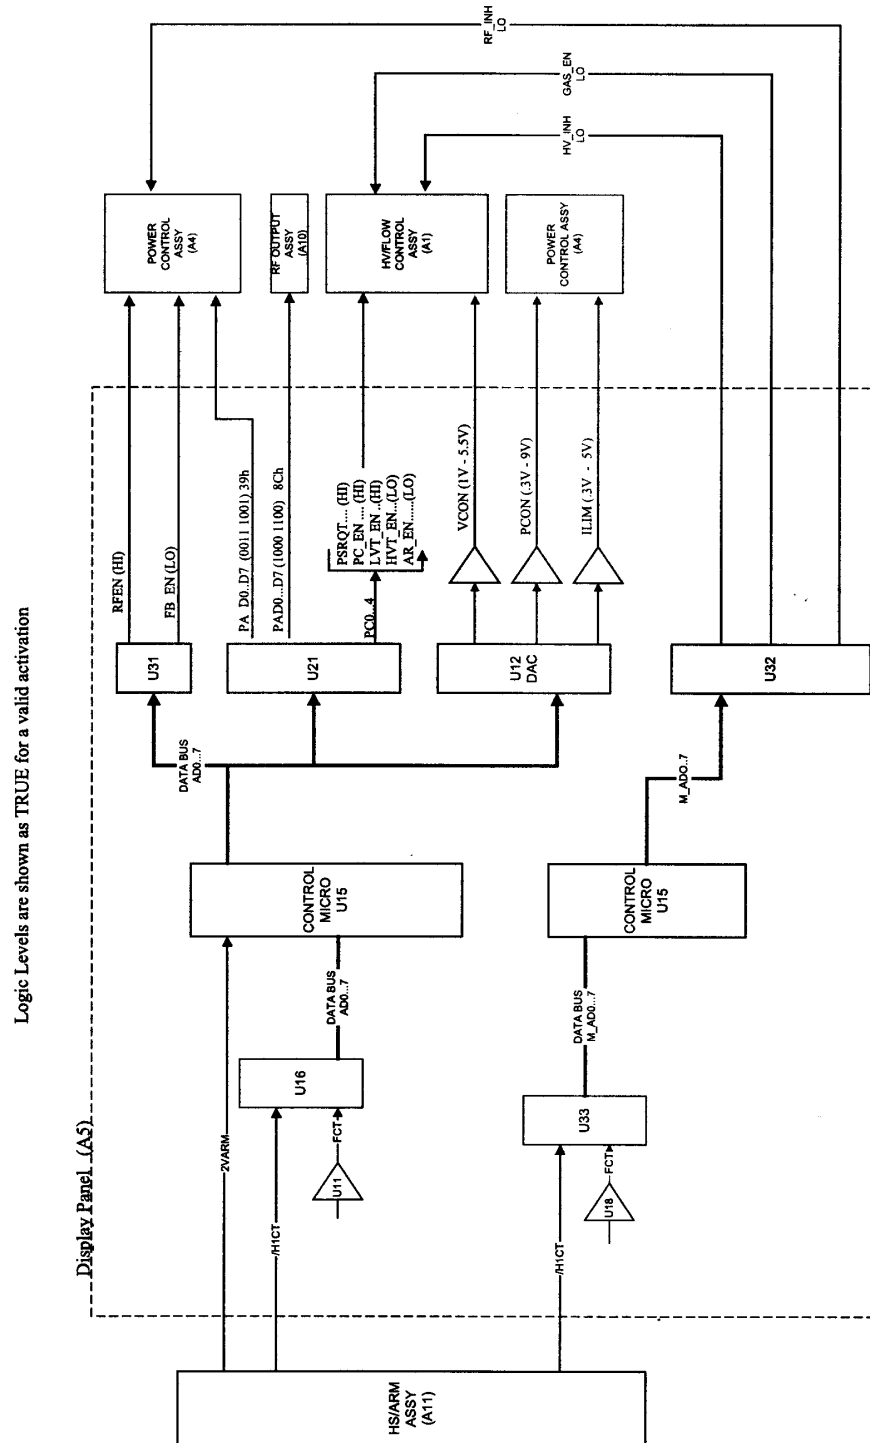 Logic Levels are shown as TRUE for a valid activation
Display Panel (A5)
HS/ARM
ASSY
(A11)
2VARM
/H1CT
/H1CT
U11
FCT
U16
U18
FCT
U33
DATA BUS
AD0...7
DATA BUS
M_AD0...7
CONTROL
MICRO
U15
CONTROL
MICRO
U15
DATA BUS
AD0...7
M_AD0..7
U31
U21
U12
DAC
U32
RFEN (HI)
FB_EN (LO)
PA_D0..D7 (0011 1001) 39h
PAD0...D7 (1000 1100) 8Ch
PC0...4
PSRQT..... (HI)
PC_EN ..... (HI)
LVT_EN ..(HI)
HVT_EN...(LO)
AR_EN......(LO)
VCON (1V - 5.5V)
PCON (.3V - 9V)
ILIM (.3V - 5V)
POWER
CONTROL
ASSY
(A4)
RF OUTPUT
ASSY
(A10)
HV/FLOW
CONTROL
ASSY
(A1)
POWER
CONTROL ASSY
(A4)
HV_INH
LO
GAS_EN
LO
RF_INH
LO